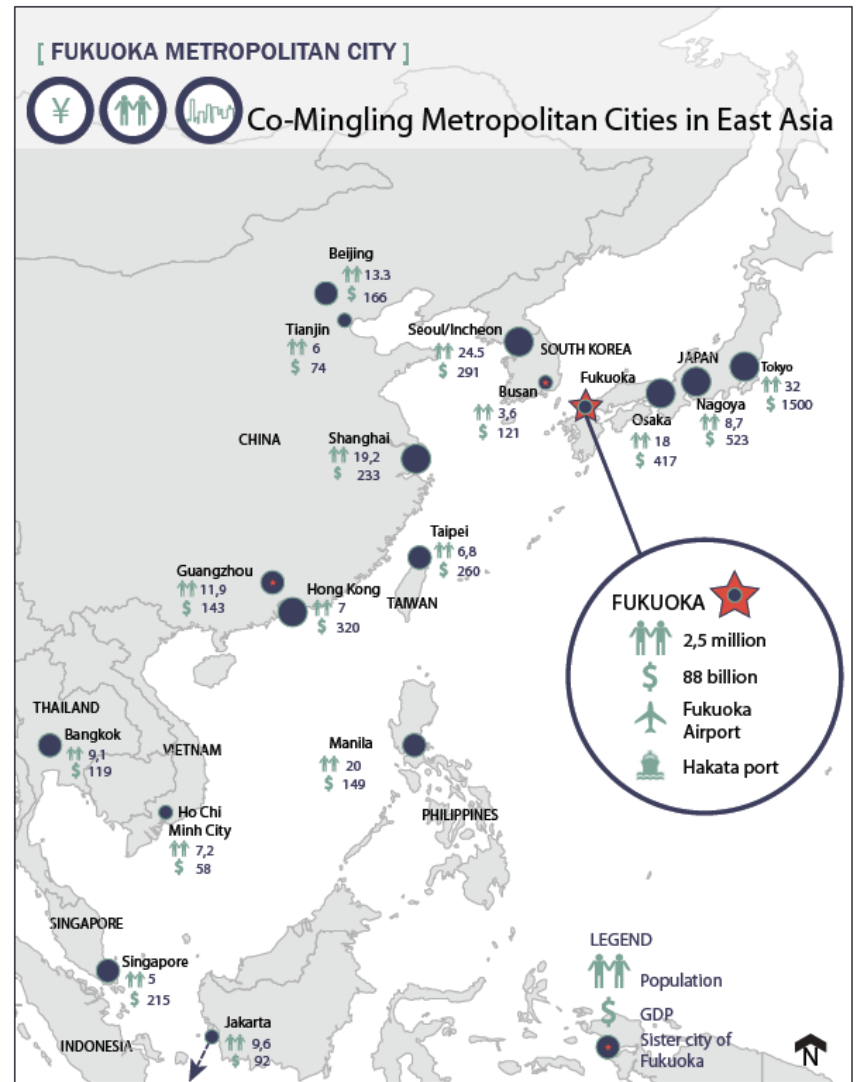 [ FUKUOKA METROPOLITAN CITY ]
¥
Co-Mingling Metropolitan Cities in East Asia
Beijing
13.3
$ 166
Tianjin
6
$ 74
Seoul/Incheon
24.5
$ 291
SOUTH KOREA
Busan
3,6
$ 121
Fukuoka
JAPAN
Tokyo
32
$ 1500
Nagoya
8,7
$ 523
Osaka
18
$ 417
CHINA
Shanghai
19,2
$ 233
Taipei
6,8
$ 260
TAIWAN
Guangzhou
11,9
$ 143
Hong Kong
7
$ 320
FUKUOKA
2,5 million
$ 88 billion
Fukuoka
Airport
Hakata port
THAILAND
Bangkok
9,1
$ 119
VIETNAM
Manila
20
$ 149
PHILIPPINES
Ho Chi
Minh City
7,2
$ 58
SINGAPORE
Singapore
5
$ 215
Jakarta
9,6
$ 92
INDONESIA
LEGEND
Population
$ GDP
Sister city of
Fukuoka
N